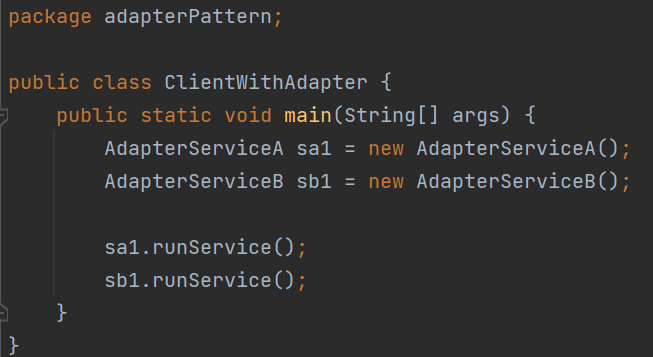 package adapterPattern;
public class ClientWithAdapter {
public static void main(String[] args) {
AdapterServiceA sa1 = new AdapterServiceA();
AdapterServiceB sb1 = new AdapterServiceB();
sa1.runService();
sb1.runService();
}
}